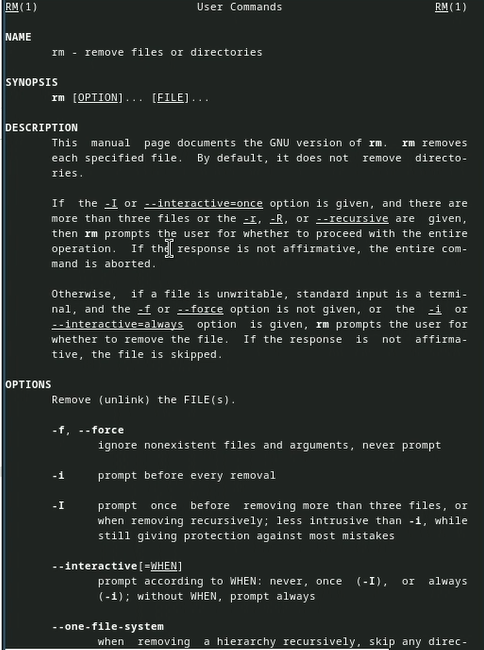 RM(1) User Commands RM(1)
NAME
rm - remove files or directories
SYNOPSIS
rm [OPTION]... [FILE]...
DESCRIPTION
This manual page documents the GNU version of rm. rm removes
each specified file. By default, it does not remove directo-
ries.
If the -I or --interactive=once option is given, and there are
more than three files or the -r, -R, or --recursive are given,
then rm prompts the user for whether to proceed with the entire
operation. If the response is not affirmative, the entire com-
mand is aborted.
Otherwise, if a file is unwritable, standard input is a termi-
nal, and the -f or --force option is not given, or the -i or
--interactive=always option is given, rm prompts the user for
whether to remove the file. If the response is not affirma-
tive, the file is skipped.
OPTIONS
Remove (unlink) the FILE(s).
-f, --force
ignore nonexistent files and arguments, never prompt
-i prompt before every removal
-I prompt once before removing more than three files, or
when removing recursively; less intrusive than -i, while
still giving protection against most mistakes
--interactive[=WHEN]
prompt according to WHEN: never, once (-I), or always
(-i); without WHEN, prompt always
--one-file-system
when removing a hierarchy recursively, skip any direc-